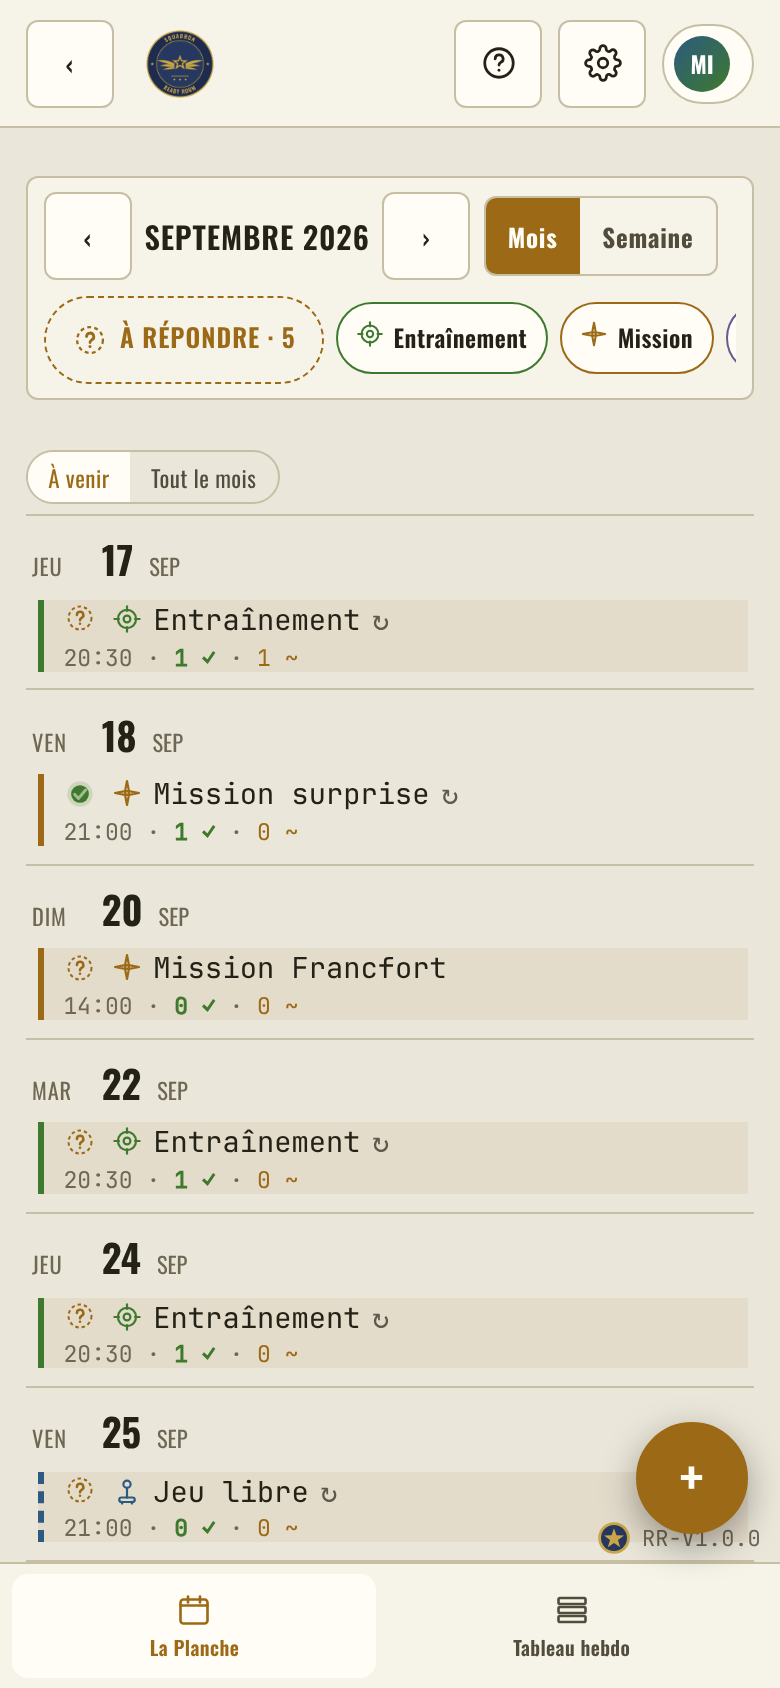 ‹
SQUADRON
READY ROOM
MI
‹ SEPTEMBRE 2026 › Mois Semaine
À RÉPONDRE · 5 Entraînement Mission
À venir Tout le mois
JEU 17 SEP
Entraînement ↻
20:30 · 1 ✓ · 1 ~
VEN 18 SEP
Mission surprise ↻
21:00 · 1 ✓ · 0 ~
DIM 20 SEP
Mission Francfort
14:00 · 0 ✓ · 0 ~
MAR 22 SEP
Entraînement ↻
20:30 · 1 ✓ · 0 ~
JEU 24 SEP
Entraînement ↻
20:30 · 1 ✓ · 0 ~
VEN 25 SEP
Jeu libre ↻
21:00 · 0 ✓ · 0 ~
+
RR-V1.0.0
La Planche Tableau hebdo